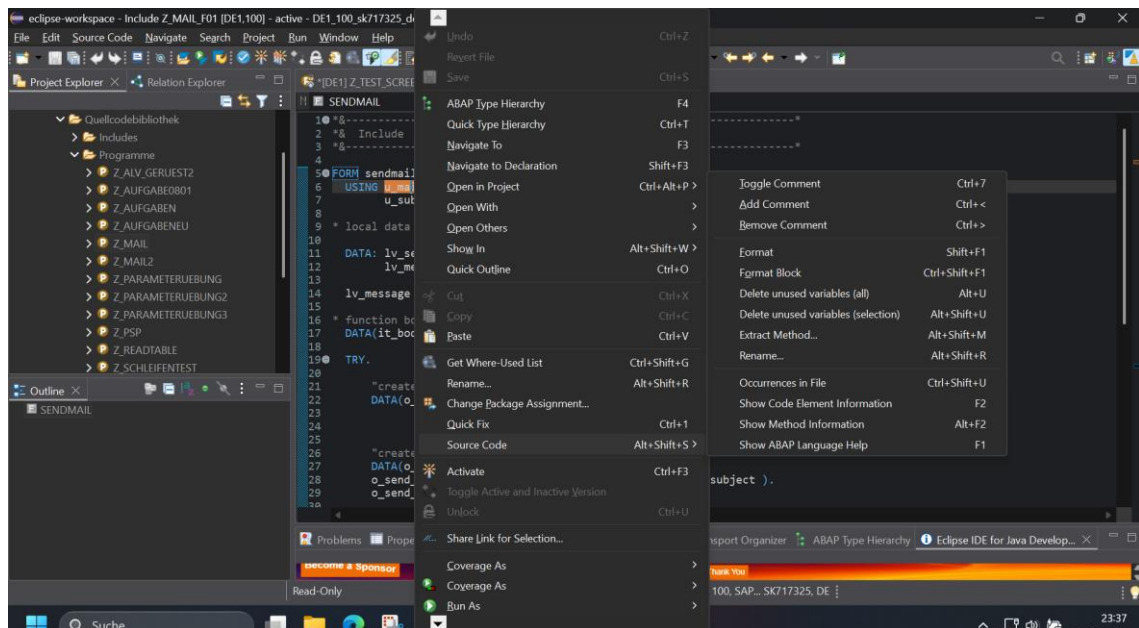 eclipse-workspace - Include Z_MAIL_F01 [DE1,100] - active - DE1_100_sk717325_d
File Edit Source Code Navigate Search Project Run Window Help
Project Explorer
Relation Explorer
Quellcodebibliothek
Includes
Programme
Z_ALV_GERUEST2
Z_AUFGABE0801
Z_AUFGABEN
Z_AUFGABENEU
Z_MAIL
Z_MAIL2
Z_PARAMETERUEBUNG
Z_PARAMETERUEBUNG2
Z_PARAMETERUEBUNG3
Z_PSP
Z_READTABLE
Z_SCHLEIFENTEST
Outline
SENDMAIL
*[DE1] Z_TEST_SCREE
SENDMAIL
1 *&---------- ----------*
2 *& Include
3 *&---------- ----------*
4
5 FORM sendmail
6 USING u_ma
7 u_sub
8
9 * local data
10
11 DATA: lv_se
12 lv_me
13
14 lv_message
15
16 * function bo
17 DATA(it_bod
18
19 TRY.
20
21 "create
22 DATA(o_
23
24
25
26 "create
27 DATA(o_
28 o_send_ subject ).
29 o_send_
30
Undo Ctrl+Z
Revert File
Save Ctrl+S
ABAP Type Hierarchy F4
Quick Type Hierarchy Ctrl+T
Navigate To F3
Navigate to Declaration Shift+F3
Open in Project Ctrl+Alt+P >
Open With >
Open Others >
Show In Alt+Shift+W >
Quick Outline Ctrl+O
Cut Ctrl+X
Copy Ctrl+C
Paste Ctrl+V
Get Where-Used List Ctrl+Shift+G
Rename... Alt+Shift+R
Change Package Assignment...
Quick Fix Ctrl+1
Source Code Alt+Shift+S >
Activate Ctrl+F3
Toggle Active and Inactive Version
Unlock Ctrl+U
Share Link for Selection...
Coverage As >
Coverage As >
Run As >
Toggle Comment Ctrl+7
Add Comment Ctrl+<
Remove Comment Ctrl+>
Format Shift+F1
Format Block Ctrl+Shift+F1
Delete unused variables (all) Alt+U
Delete unused variables (selection) Alt+Shift+U
Extract Method... Alt+Shift+M
Rename... Alt+Shift+R
Occurrences in File Ctrl+Shift+U
Show Code Element Information F2
Show Method Information Alt+F2
Show ABAP Language Help F1
Problems Prope nsport Organizer ABAP Type Hierarchy Eclipse IDE for Java Develop...
Become a Sponsor Thank You
Read-Only 100, SAP... SK717325, DE
Suche 23:37